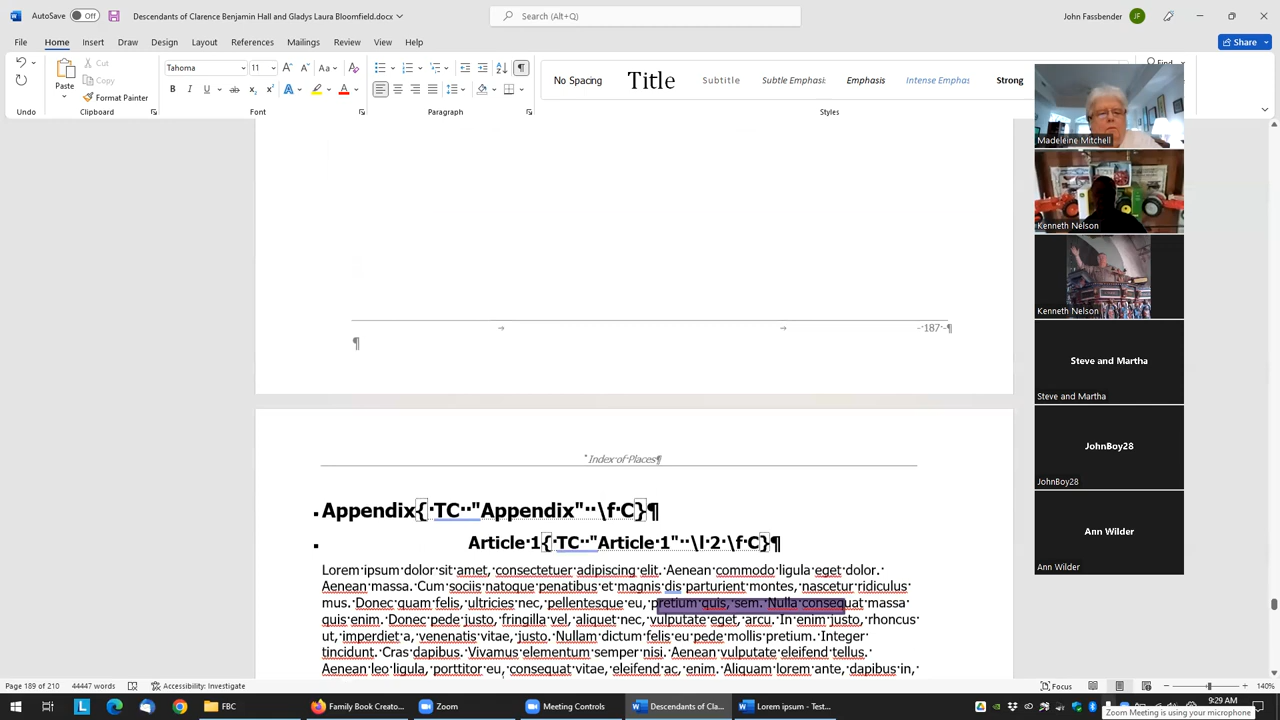 AutoSave Off Descendants of Clarence Benjamin Hall and Gladys Laura Bloomfield.docx Search (Alt+Q) John Fassbender JF
File Home Insert Draw Design Layout References Mailings Review View Help Share
Paste Cut Copy Format Painter
Tahoma 11
No Spacing Title Subtitle Subtle Emphasis Emphasis Intense Emphas Strong
Find
Undo Clipboard Font Paragraph Styles
Madeleine Mitchell
Kenneth Nelson
Kenneth Nelson
Steve and Martha
Steve and Martha
JohnBoy28
JohnBoy28
Ann Wilder
Ann Wilder
→ → -·187·-¶
¶
Index·of·Places¶
Appendix{·TC··"Appendix"··\f·C}¶
Article·1{·TC··"Article·1"··\l·2·\f·C}¶
Lorem·ipsum·dolor·sit·amet,·consectetuer·adipiscing·elit.·Aenean·commodo·ligula·eget·dolor.·
Aenean·massa.·Cum·sociis·natoque·penatibus·et·magnis·dis·parturient·montes,·nascetur·ridiculus·
mus.·Donec·quam·felis,·ultricies·nec,·pellentesque·eu,·pretium·quis,·sem.·Nulla·consequat·massa·
quis·enim.·Donec·pede·justo,·fringilla·vel,·aliquet·nec,·vulputate·eget,·arcu.·In·enim·justo,·rhoncus·
ut,·imperdiet·a,·venenatis·vitae,·justo.·Nullam·dictum·felis·eu·pede·mollis·pretium.·Integer·
tincidunt.·Cras·dapibus.·Vivamus·elementum·semper·nisi.·Aenean·vulputate·eleifend·tellus.·
Aenean·leo·ligula,·porttitor·eu,·consequat·vitae,·eleifend·ac,·enim.·Aliquam·lorem·ante,·dapibus·in,·
Page 189 of 210 44447 words Accessibility: Investigate Focus 140%
FBC Family Book Creato... Zoom Meeting Controls Descendants of Cla... Lorem ipsum - Test... 9:29 AM
Zoom Meeting is using your microphone